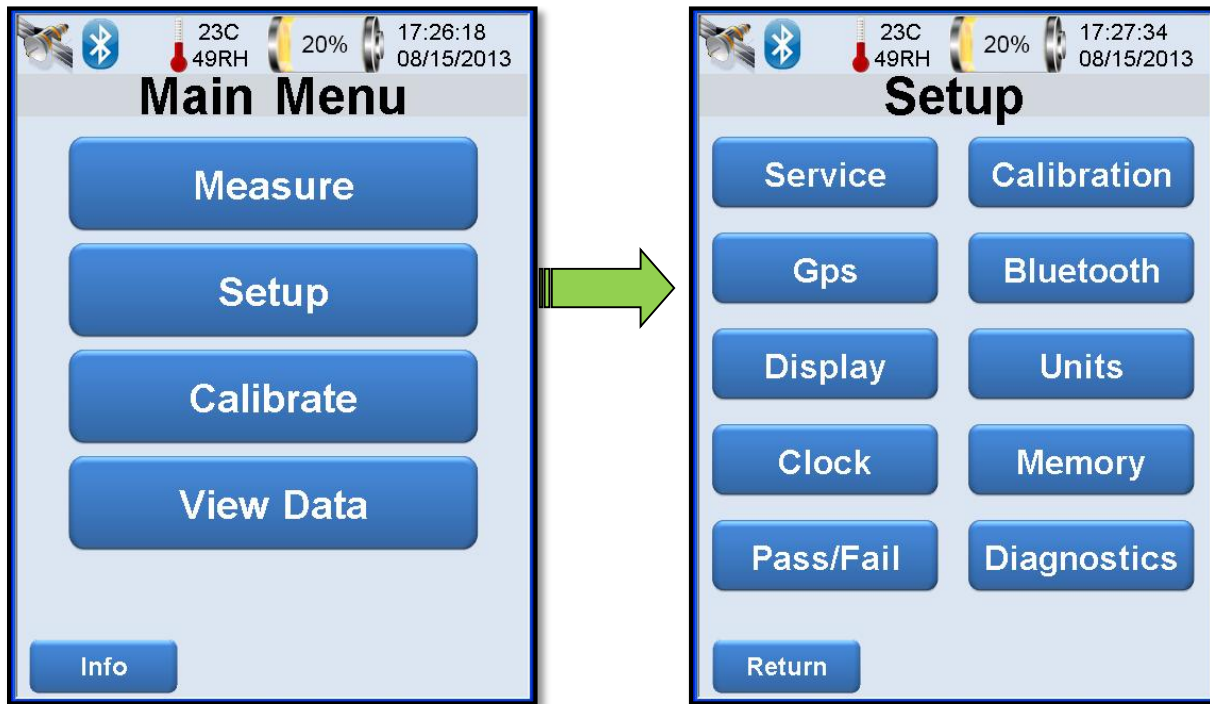 23C
49RH
20%
17:26:18
08/15/2013
Main Menu
Measure
Setup
Calibrate
View Data
Info
23C
49RH
20%
17:27:34
08/15/2013
Setup
Service
Calibration
Gps
Bluetooth
Display
Units
Clock
Memory
Pass/Fail
Diagnostics
Return